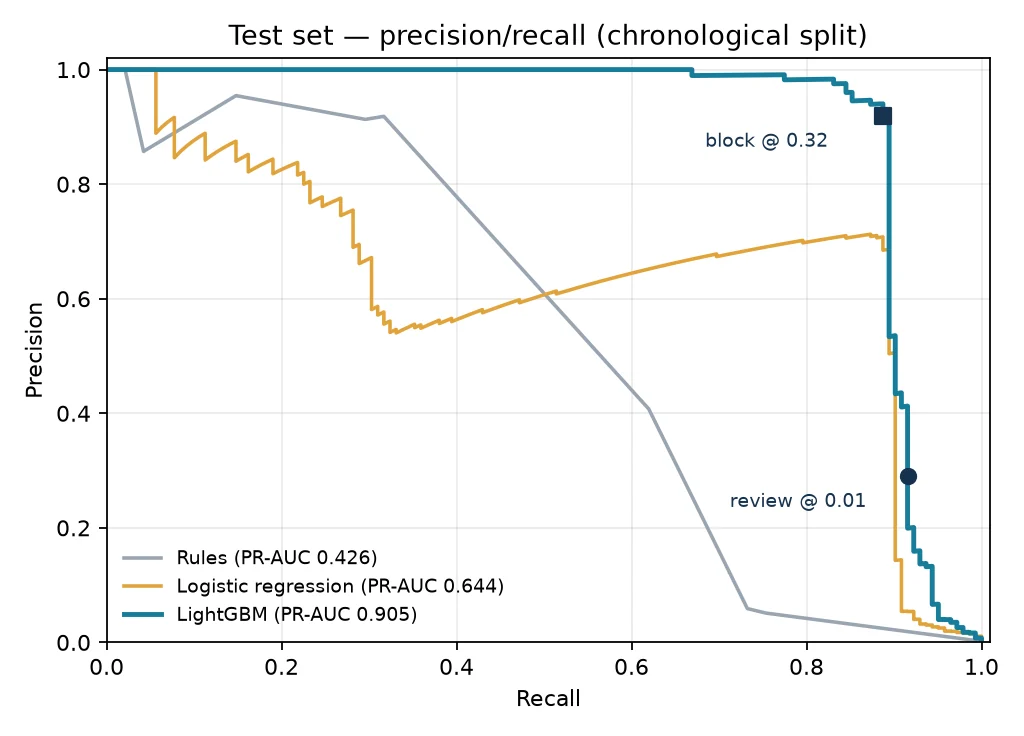 Test set — precision/recall (chronological split)
1.0
0.8
0.6
0.4
0.2
0.0
Precision
block @ 0.32
review @ 0.01
Rules (PR-AUC 0.426)
Logistic regression (PR-AUC 0.644)
LightGBM (PR-AUC 0.905)
0.0 0.2 0.4 0.6 0.8 1.0
Recall